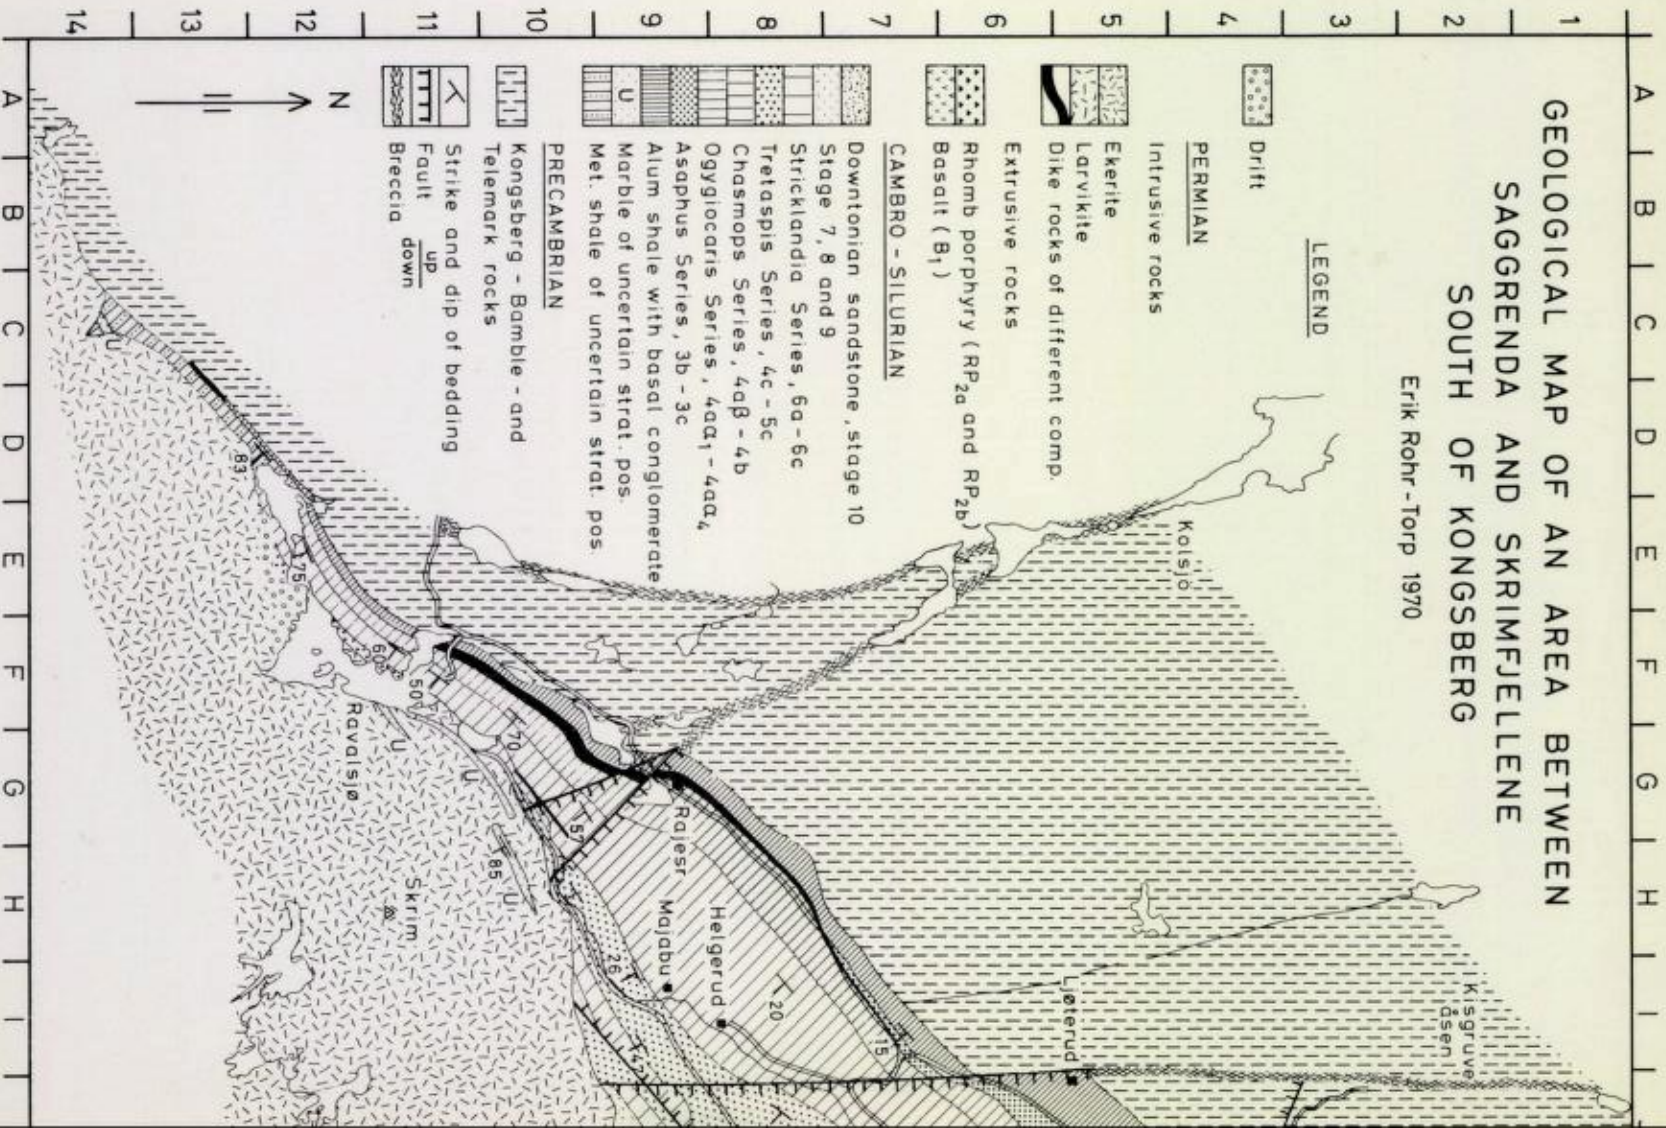 GEOLOGICAL MAP OF AN AREA BETWEEN
SAGGRENDA AND SKRIMFJELLENE
SOUTH OF KONGSBERG
Erik Rohr-Torp 1970
LEGEND
Drift
PERMIAN
Intrusive rocks
Ekerite
Larvikite
Dike rocks of different comp.
Extrusive rocks
Rhomb porphyry (RP2a and RP2b)
Basalt (B1)
CAMBRO-SILURIAN
Downtonian sandstone, stage 10
Stage 7, 8 and 9
Stricklandia Series, 6a-6c
Tretaspis Series, 4c-5c
Chasmops Series, 4aβ-4b
Ogygiocaris Series, 4aα1-4aα4
Asaphus Series, 3b-3c
Alum shale with basal conglomerate
U
Marble of uncertain strat. pos.
Met. shale of uncertain strat. pos.
PRECAMBRIAN
Kongsberg-Bamble- and
Telemark rocks
Strike and dip of bedding
Fault up
down
Breccia
N
A B C D E F G H I
1 2 3 4 5 6 7 8 9 10 11 12 13 14
A B C D E F G H I
Kolsjö
Kisgruve
åsen
Ljøterud
15
20
Helgerud
Majabu
26
42
Rajesr
57
85
U
U
U
70
50
60
Ravalsjø
Skrim
75
83
U